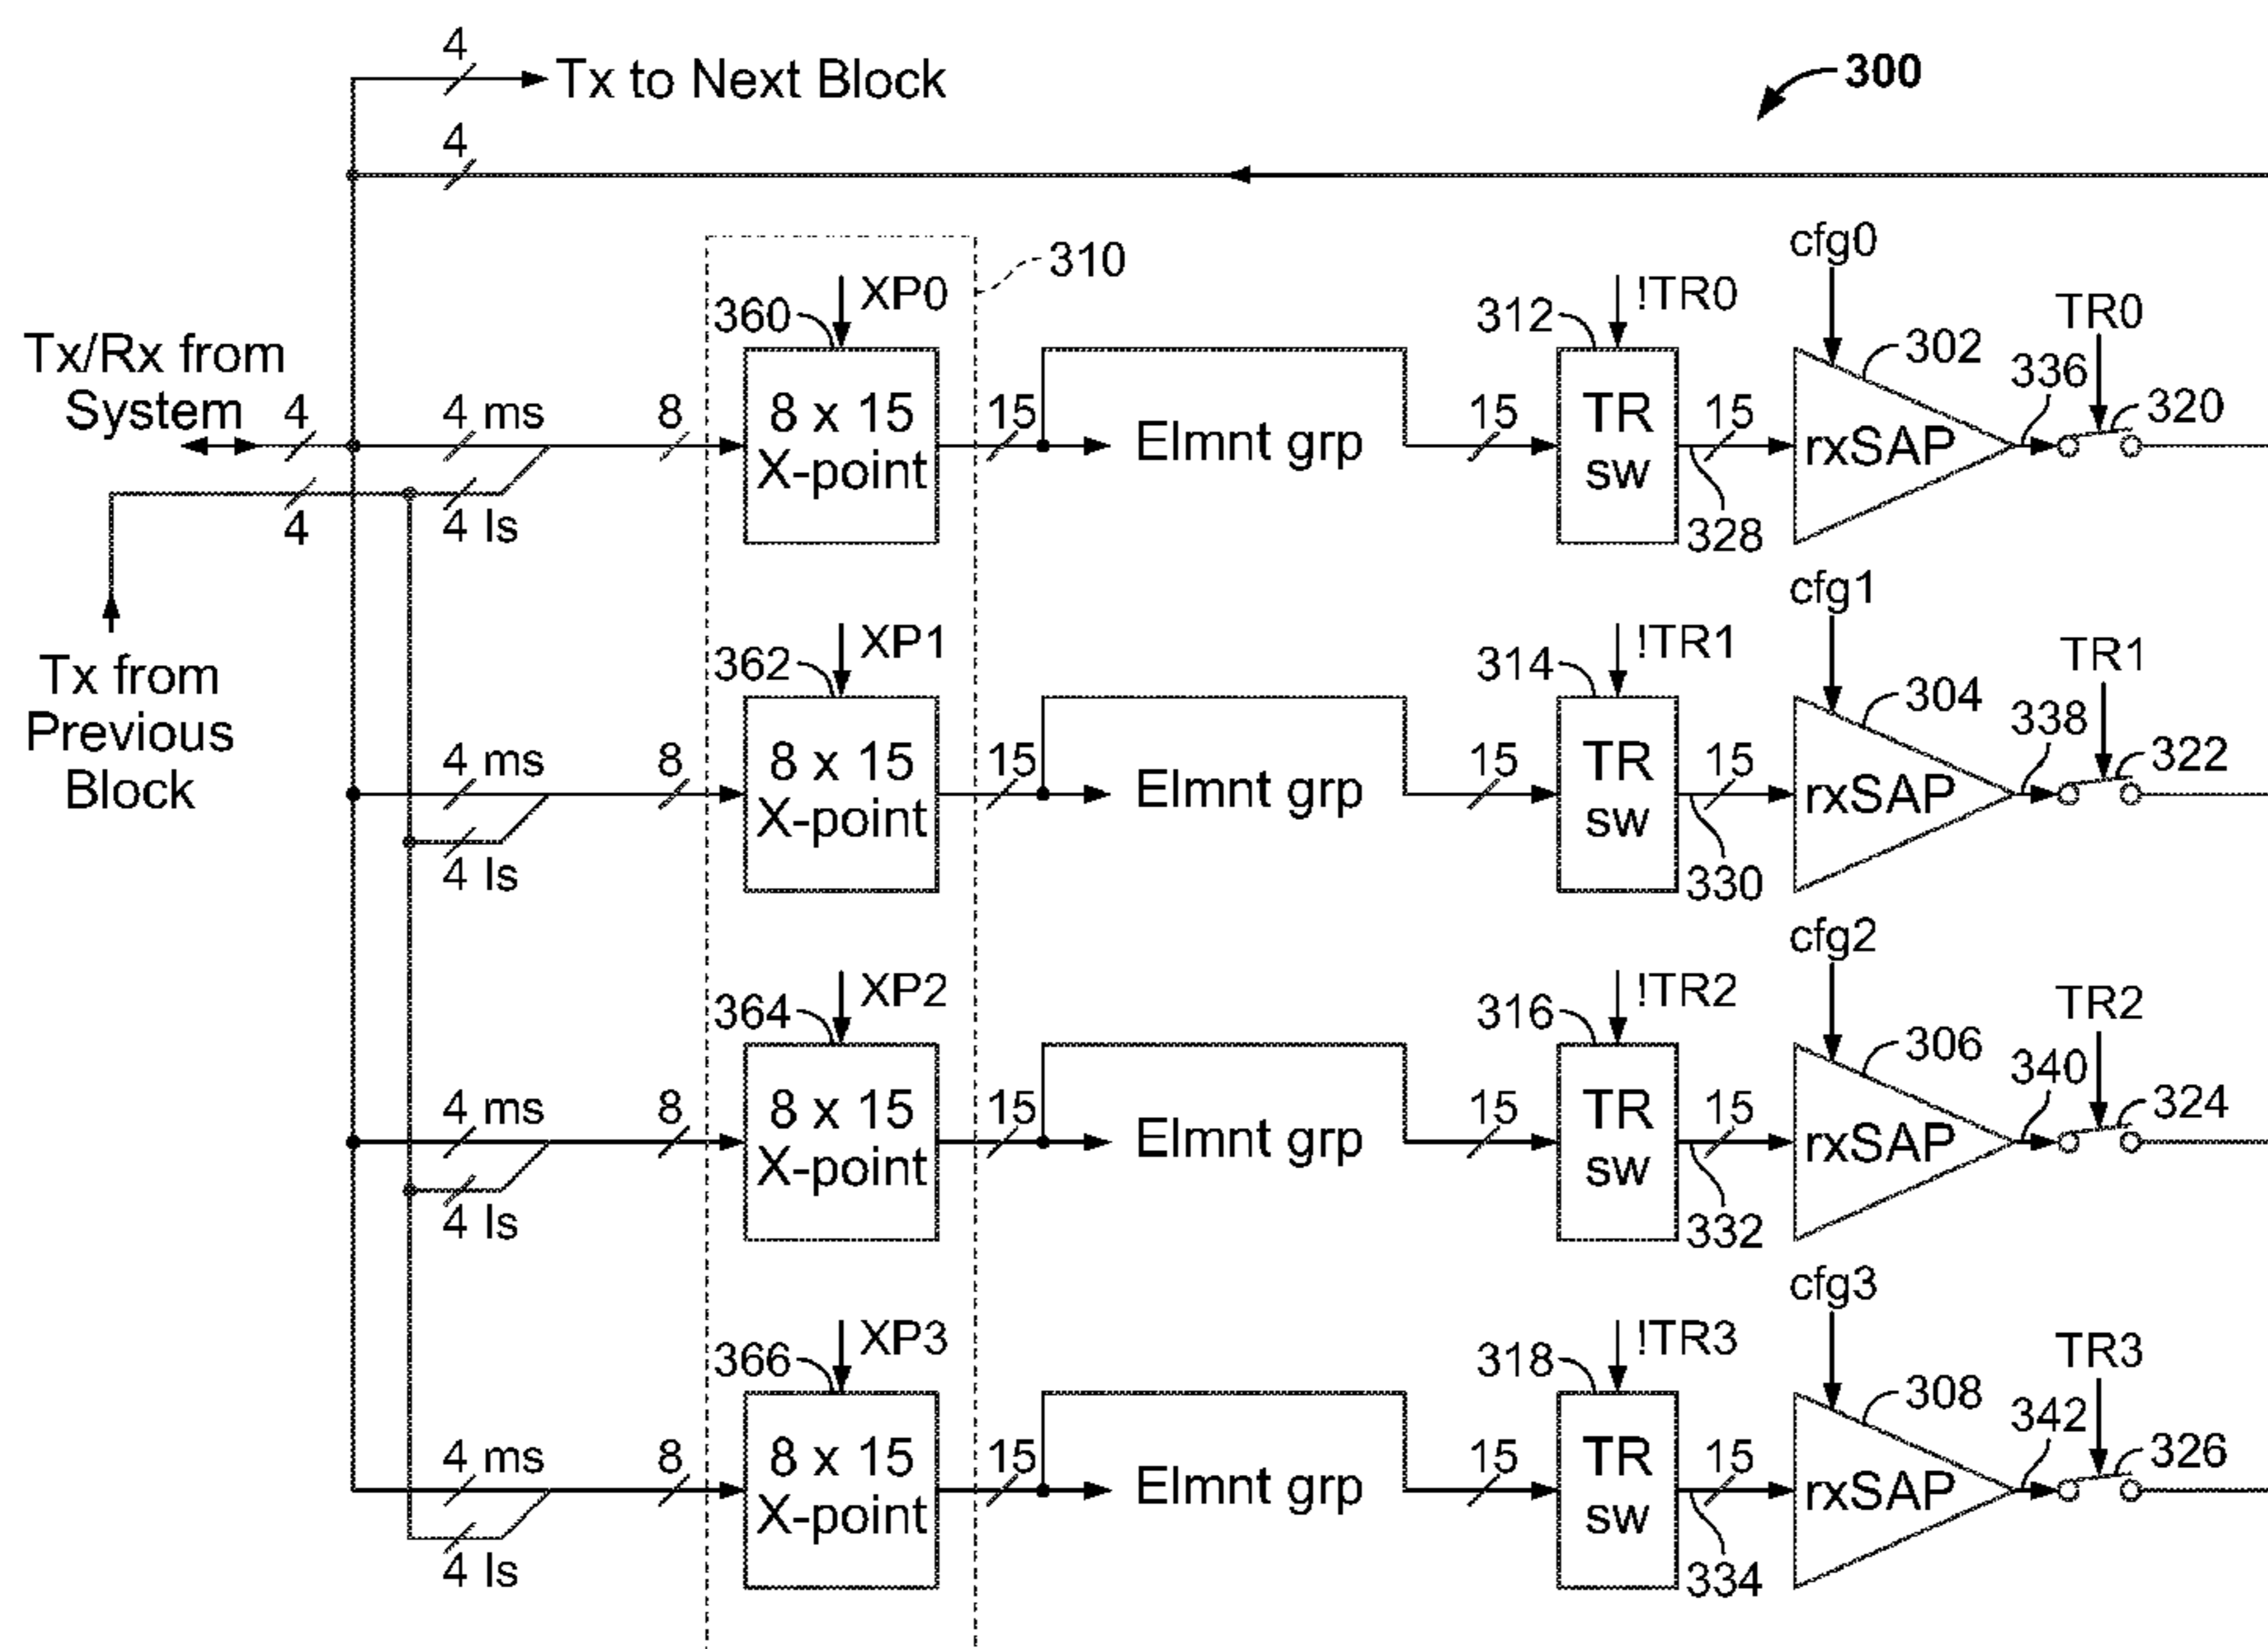 4
Tx to Next Block
300
4
310
cfg0
XP0
360
!TR0
312
302
TR0
336
320
Tx/Rx from
System
4
4 ms
8
8 x 15
X-point
15
Elmnt grp
15
TR
sw
15
rxSAP
4
4 ls
328
cfg1
XP1
362
!TR1
314
304
TR1
338
322
Tx from
Previous
Block
4 ms
8
8 x 15
X-point
15
Elmnt grp
15
TR
sw
15
rxSAP
4 ls
330
cfg2
XP2
364
!TR2
316
306
TR2
340
324
4 ms
8
8 x 15
X-point
15
Elmnt grp
15
TR
sw
15
rxSAP
4 ls
332
cfg3
XP3
366
!TR3
318
308
TR3
342
326
4 ms
8
8 x 15
X-point
15
Elmnt grp
15
TR
sw
15
rxSAP
4 ls
334